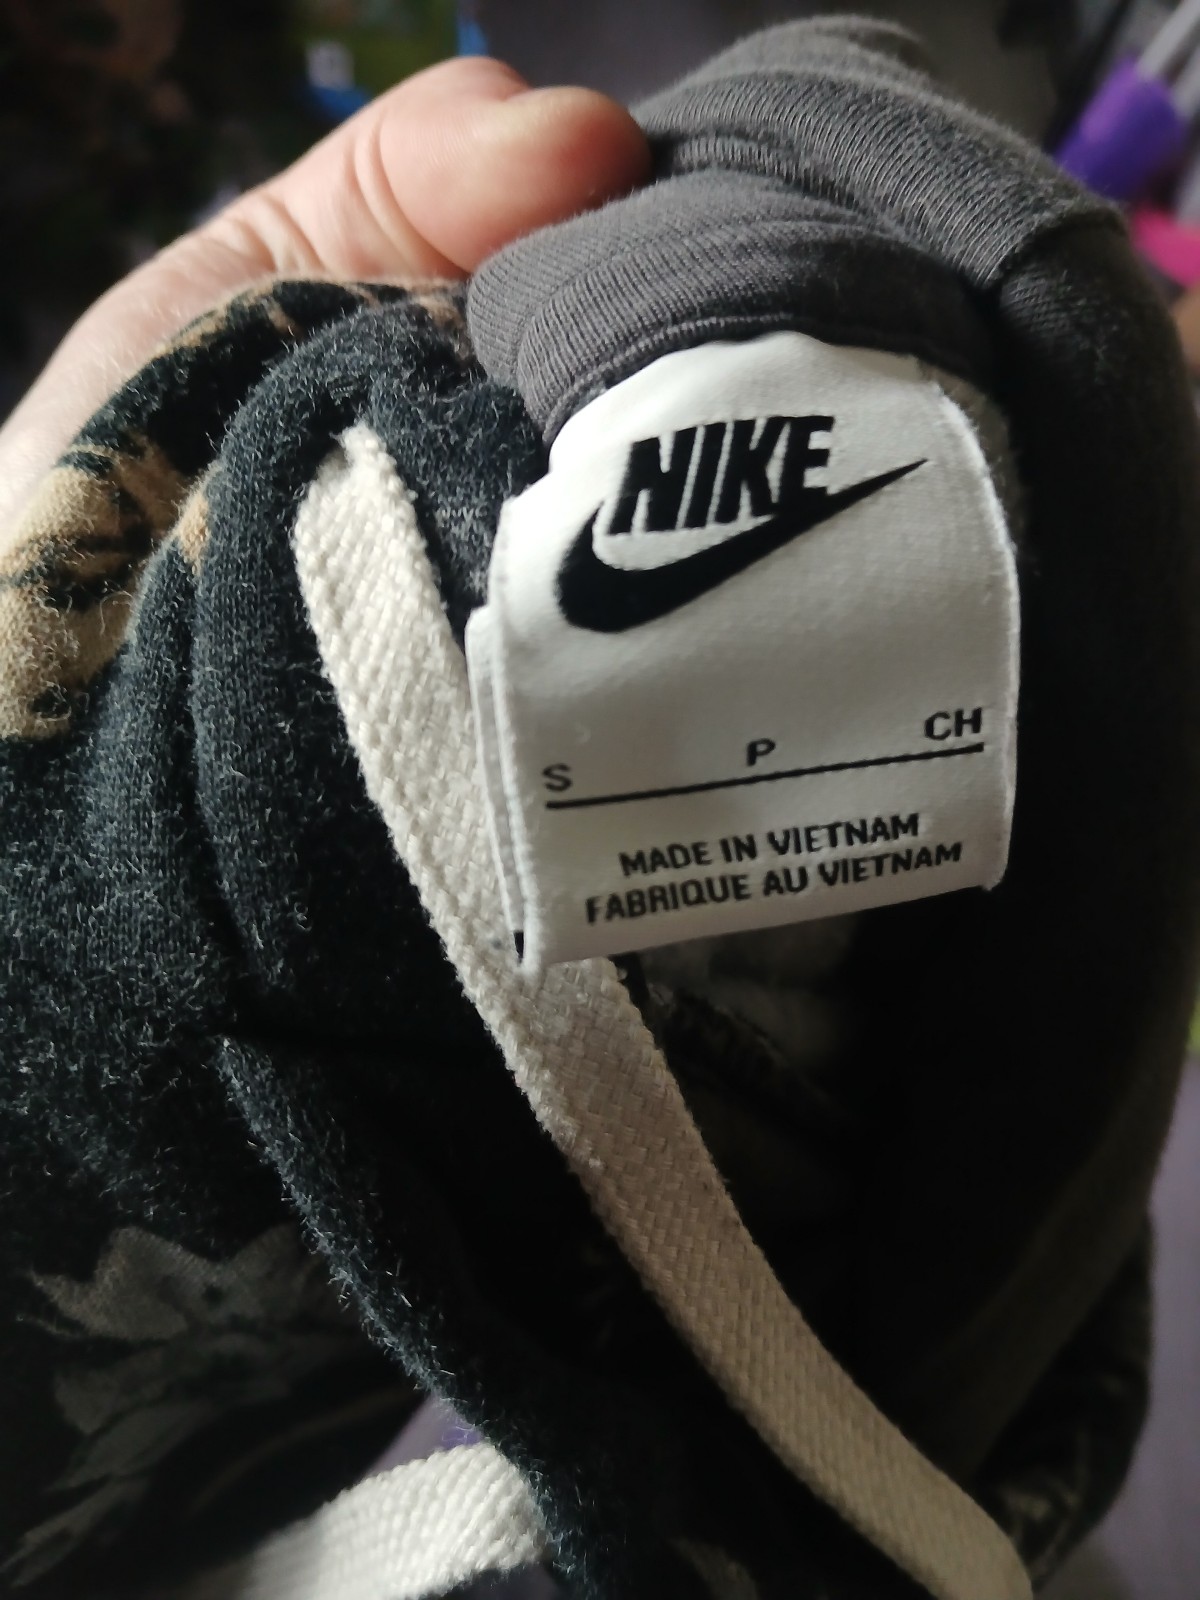 NIKE
S P CH
MADE IN VIETNAM
FABRIQUE AU VIETNAM